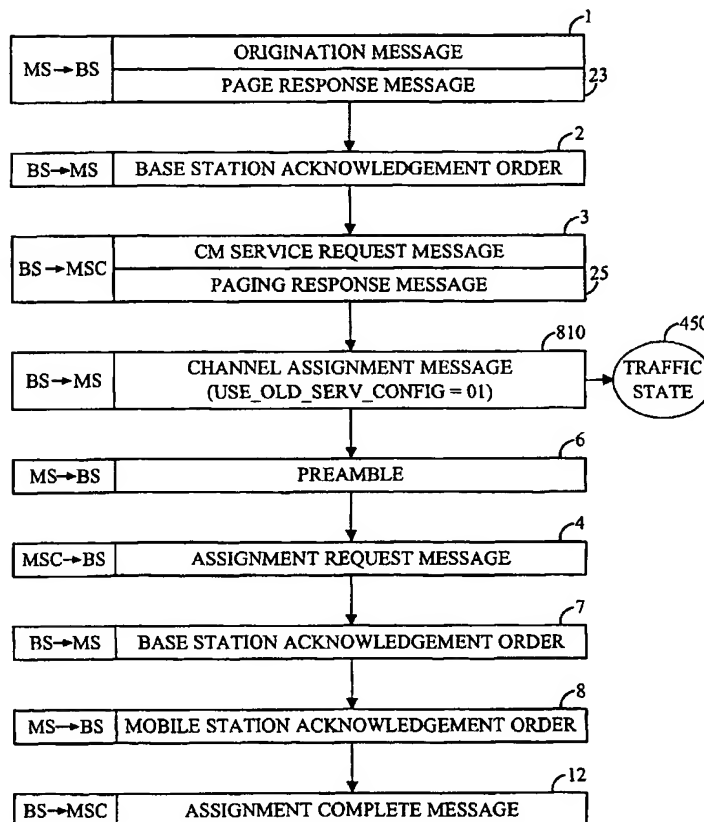 1
MS→BS
ORIGINATION MESSAGE
PAGE RESPONSE MESSAGE
23
2
BS→MS
BASE STATION ACKNOWLEDGEMENT ORDER
3
BS→MSC
CM SERVICE REQUEST MESSAGE
PAGING RESPONSE MESSAGE
25
810
450
BS→MS
CHANNEL ASSIGNMENT MESSAGE
(USE_OLD_SERV_CONFIG = 01)
TRAFFIC
STATE
6
MS→BS
PREAMBLE
4
MSC→BS
ASSIGNMENT REQUEST MESSAGE
7
BS→MS
BASE STATION ACKNOWLEDGEMENT ORDER
8
MS→BS
MOBILE STATION ACKNOWLEDGEMENT ORDER
12
BS→MSC
ASSIGNMENT COMPLETE MESSAGE